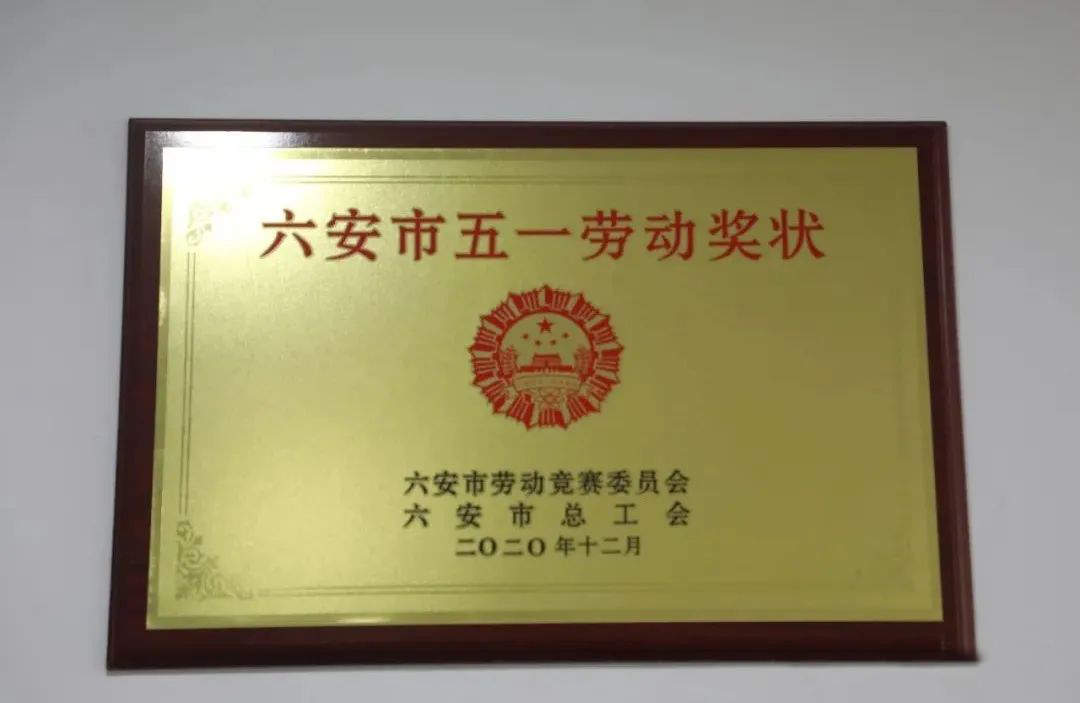 六安市五一劳动奖状
六安市劳动竞赛委员会
六安市总工会
二〇二〇年十二月